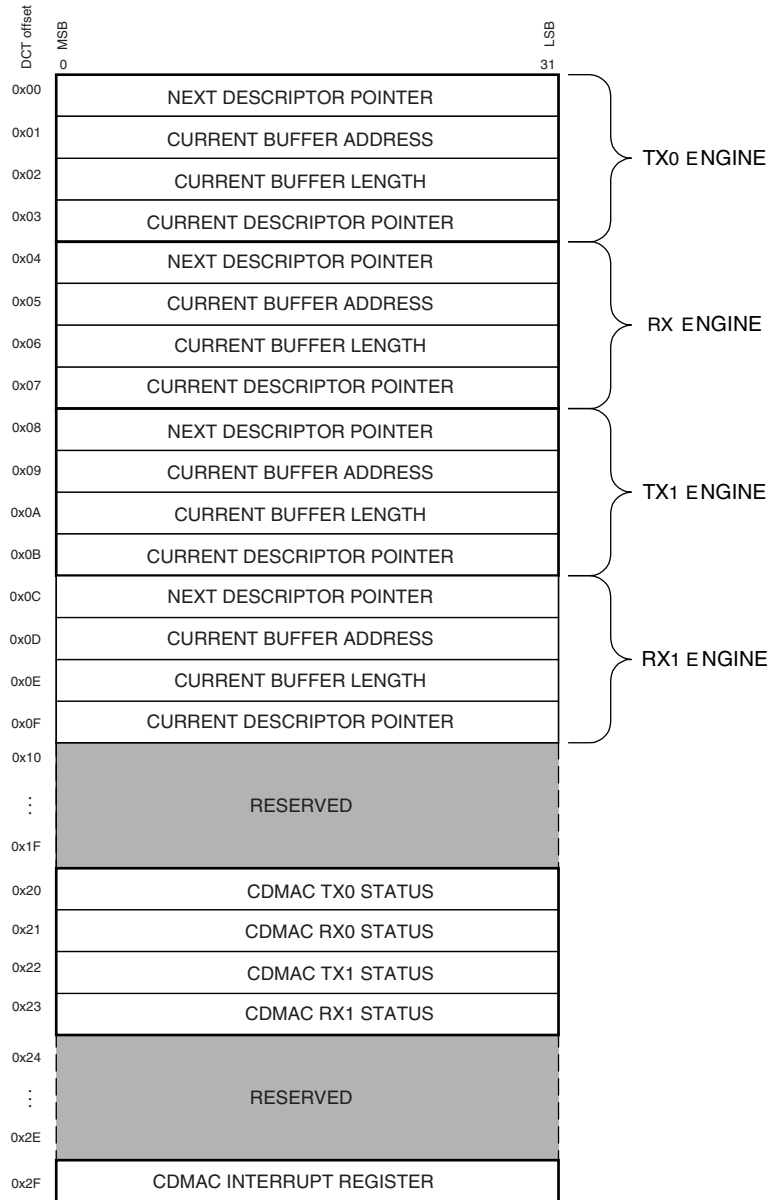 DCT offset
MSB
LSB
0
31
0x00
NEXT DESCRIPTOR POINTER
0x01
CURRENT BUFFER ADDRESS
TX0 ENGINE
0x02
CURRENT BUFFER LENGTH
0x03
CURRENT DESCRIPTOR POINTER
0x04
NEXT DESCRIPTOR POINTER
0x05
CURRENT BUFFER ADDRESS
RX ENGINE
0x06
CURRENT BUFFER LENGTH
0x07
CURRENT DESCRIPTOR POINTER
0x08
NEXT DESCRIPTOR POINTER
0x09
CURRENT BUFFER ADDRESS
TX1 ENGINE
0x0A
CURRENT BUFFER LENGTH
0x0B
CURRENT DESCRIPTOR POINTER
0x0C
NEXT DESCRIPTOR POINTER
0x0D
CURRENT BUFFER ADDRESS
RX1 ENGINE
0x0E
CURRENT BUFFER LENGTH
0x0F
CURRENT DESCRIPTOR POINTER
0x10
⋮
RESERVED
0x1F
0x20
CDMAC TX0 STATUS
0x21
CDMAC RX0 STATUS
0x22
CDMAC TX1 STATUS
0x23
CDMAC RX1 STATUS
0x24
⋮
RESERVED
0x2E
0x2F
CDMAC INTERRUPT REGISTER